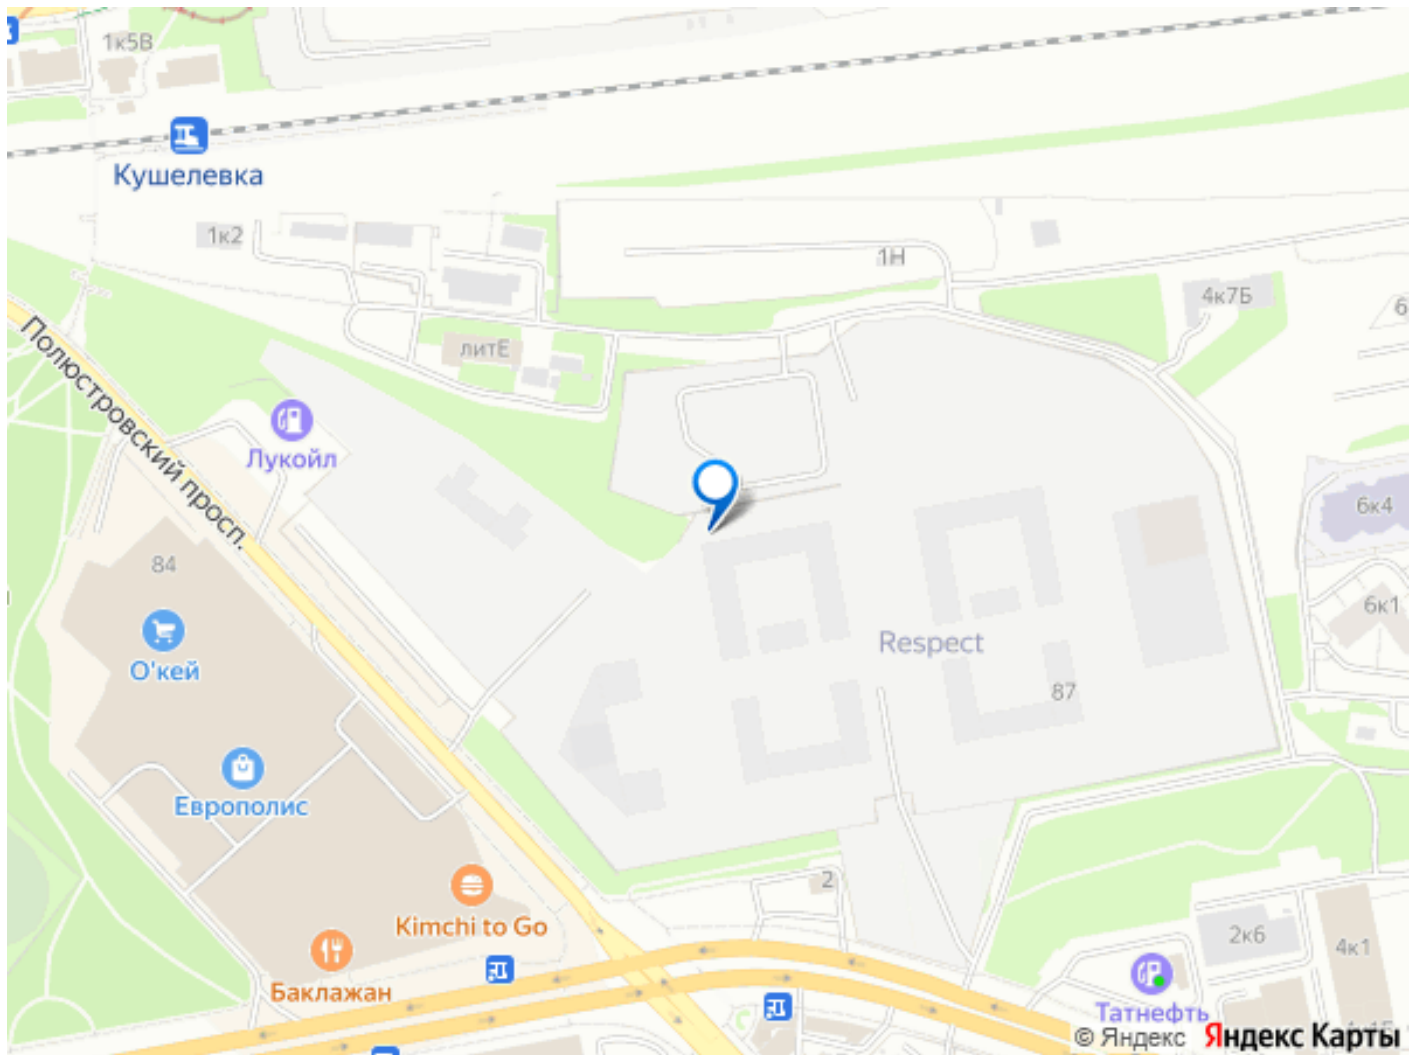 1к5В
Кушелевка
1к2
1Н
4к7Б
6
литЕ
Полюстровский просп.
Лукойл
6к4
84
6к1
О'кей
Respect
87
Европолис
2
Kimchi to Go
2к6
4к1
Баклажан
Татнефть
© Яндекс Яндекс Карты